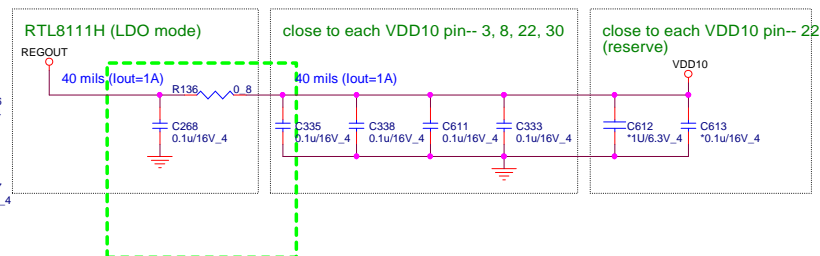 RTL8111H (LDO mode)
close to each VDD10 pin-- 3, 8, 22, 30
close to each VDD10 pin-- 22
(reserve)
REGOUT
VDD10
40 mils (Iout=1A)
R136
0_8
40 mils (Iout=1A)
C268
0.1u/16V_4
C335
0.1u/16V_4
C338
0.1u/16V_4
C611
0.1u/16V_4
C333
0.1u/16V_4
C612
*1U/6.3V_4
C613
*0.1u/16V_4
_4